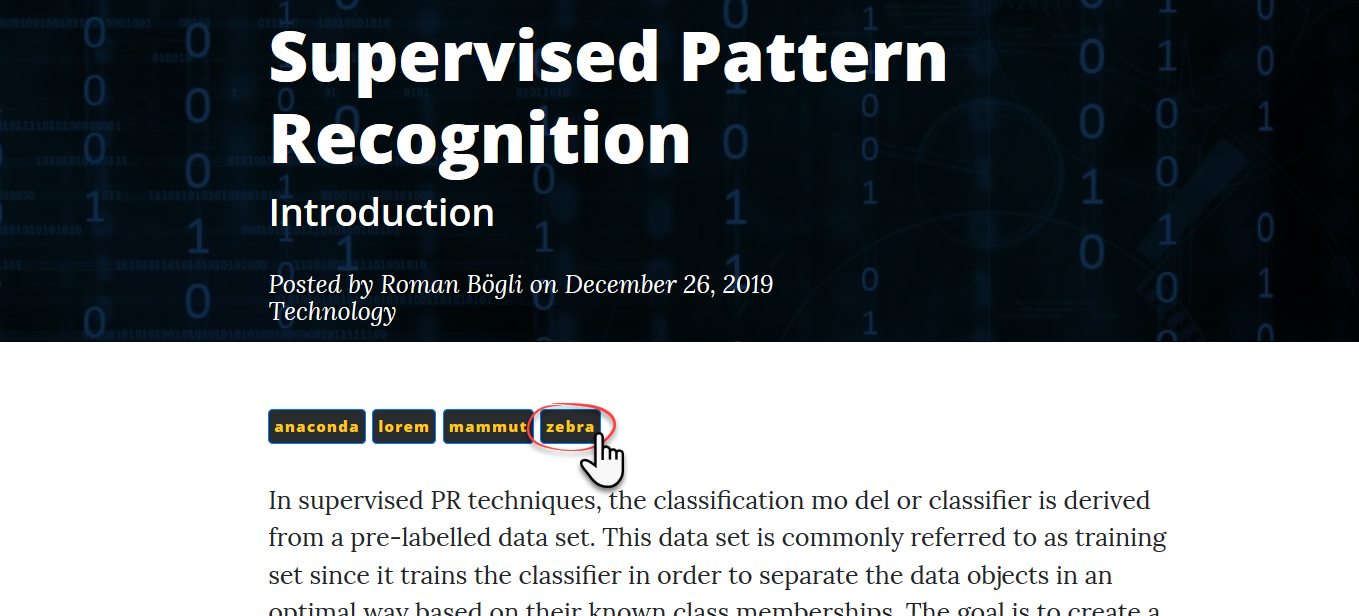 Supervised Pattern
Recognition
Introduction
Posted by Roman Bögli on December 26, 2019
Technology
anaconda lorem mammut zebra
In supervised PR techniques, the classification mo del or classifier is derived
from a pre-labelled data set. This data set is commonly referred to as training
set since it trains the classifier in order to separate the data objects in an
optimal way based on their known class memberships. The goal is to create a